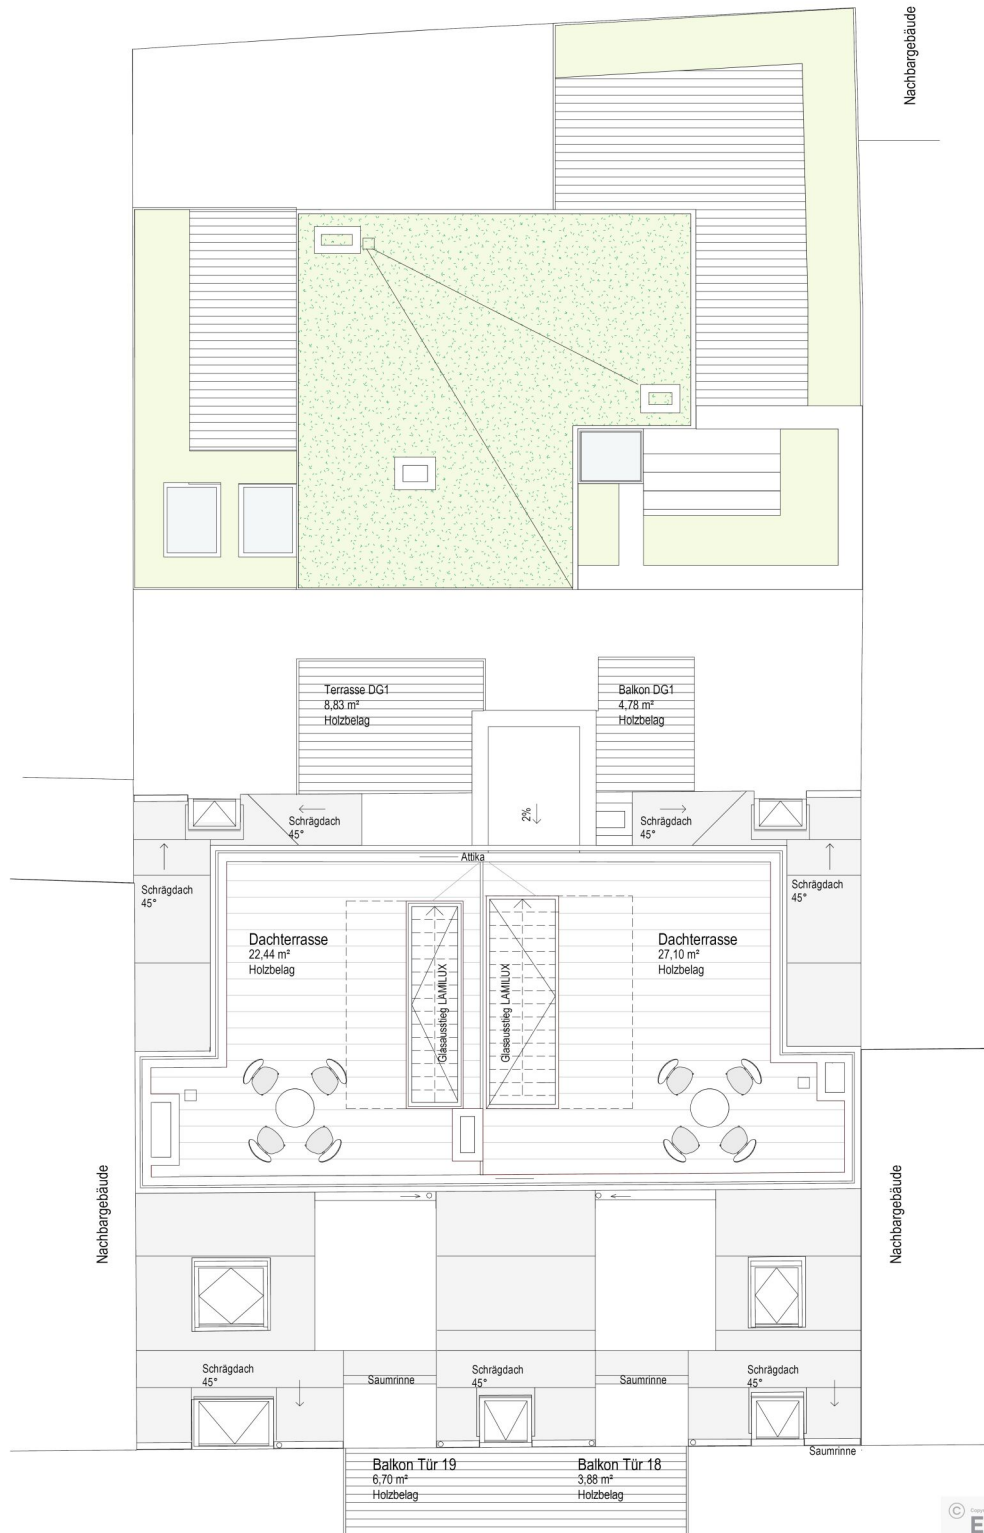 Nachbargebäude
Terrasse DG1
8,83 m²
Holzbelag
Balkon DG1
4,78 m²
Holzbelag
2%
Schrägdach
45°
Schrägdach
45°
Attika
Schrägdach
45°
Schrägdach
45°
Dachterrasse
22,44 m²
Holzbelag
Glasausstieg LAMILUX
Glasausstieg LAMILUX
Dachterrasse
27,10 m²
Holzbelag
Nachbargebäude
Nachbargebäude
Schrägdach
45°
Saumrinne
Schrägdach
45°
Saumrinne
Schrägdach
45°
Saumrinne
Balkon Tür 19
6,70 m²
Holzbelag
Balkon Tür 18
3,88 m²
Holzbelag
©